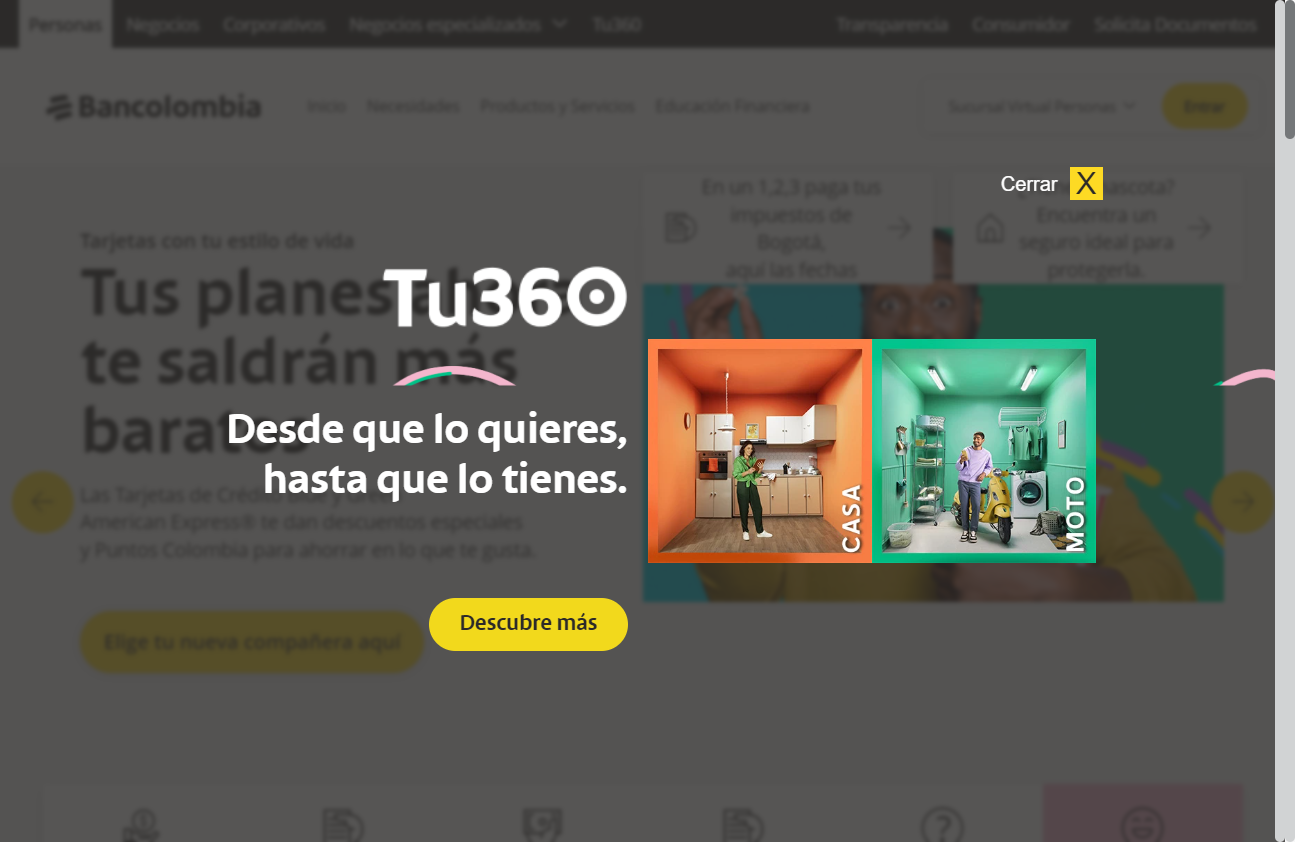 Personas Negocios Corporativos Negocios especializados Tu360 Transparencia Consumidor Solicita Documentos
Bancolombia Inicio Necesidades Productos y Servicios Educación Financiera Sucursal Virtual Personas Entrar
Cerrar X
En un 1,2,3 paga tus
impuestos de
Bogotá,
aquí las fechas
mascota?
Encuentra un
seguro ideal para
protegerla.
Tarjetas con tu estilo de vida
Tus planes
te saldrán más
baratos
Las Tarjetas de
American Express® te dan descuentos especiales
y Puntos Colombia para ahorrar en lo que te gusta.
Elige tu nueva compañera aquí
Tu360
Desde que lo quieres,
hasta que lo tienes.
Descubre más
CASA
MOTO